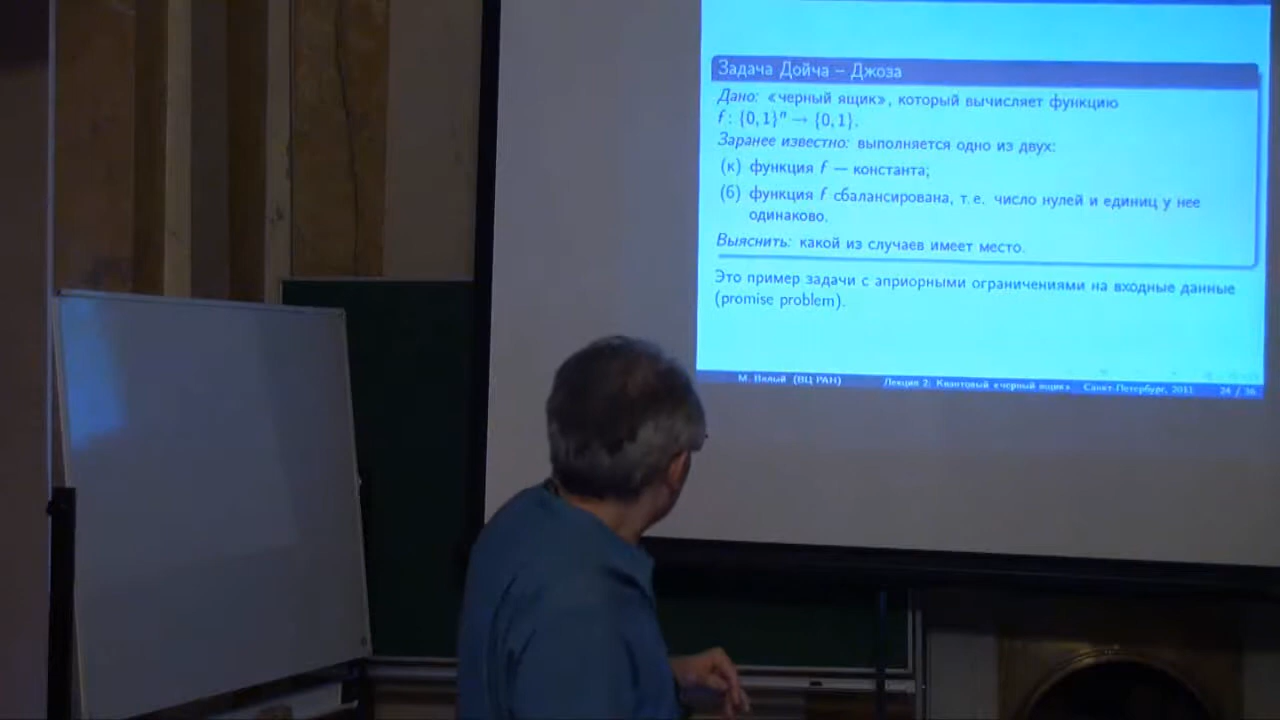 Задача Дойча – Джоза
Дано: «черный ящик», который вычисляет функцию
f : {0, 1}ⁿ → {0, 1}.
Заранее известно: выполняется одно из двух:
(к) функция f — константа;
(б) функция f сбалансирована, т. е. число нулей и единиц у нее
одинаково.
Выяснить: какой из случаев имеет место.
Это пример задачи с априорными ограничениями на входные данные
(promise problem).
М. Вялый (ВЦ РАН) Лекция 2: Квантовый «черный ящик» Санкт-Петербург, 2011 24 / 36